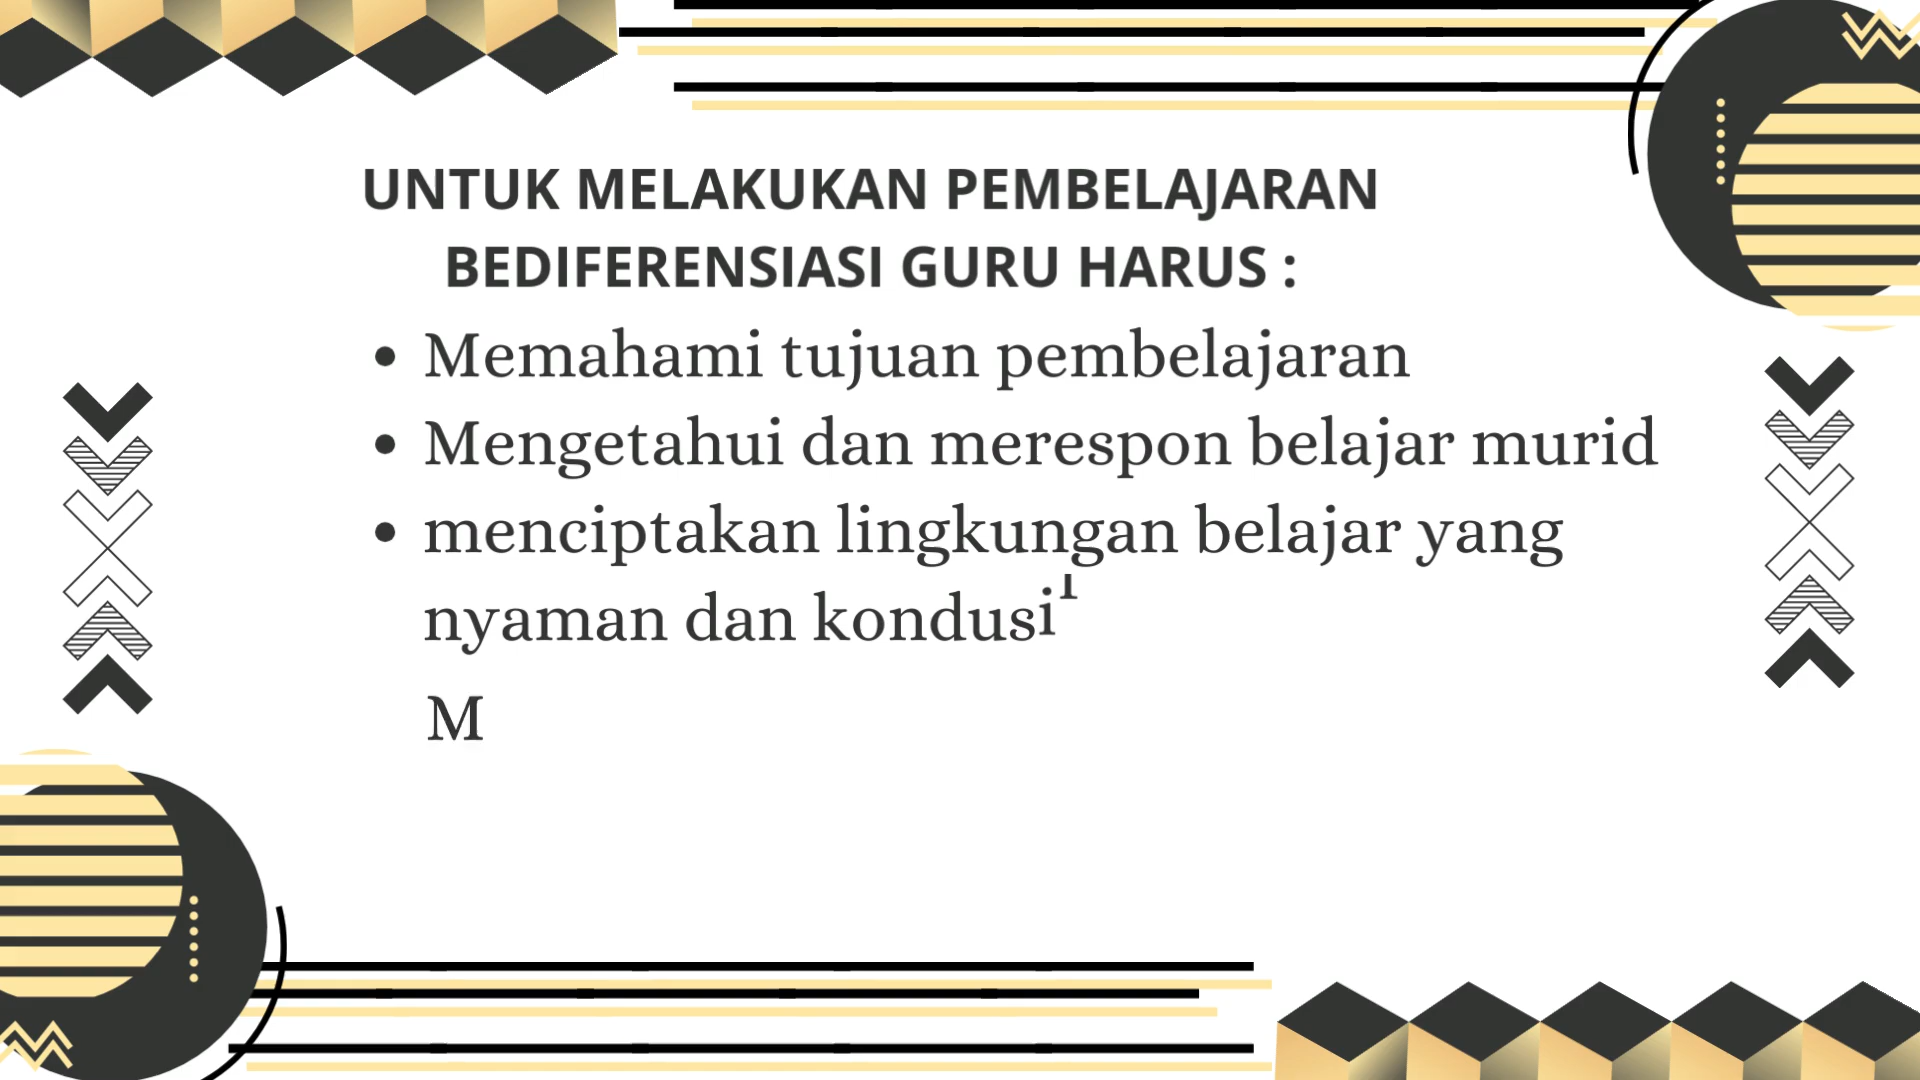 UNTUK MELAKUKAN PEMBELAJARAN
BEDIFERENSIASI GURU HARUS :
• Memahami tujuan pembelajaran
• Mengetahui dan merespon belajar murid
• menciptakan lingkungan belajar yang
nyaman dan kondusi
M